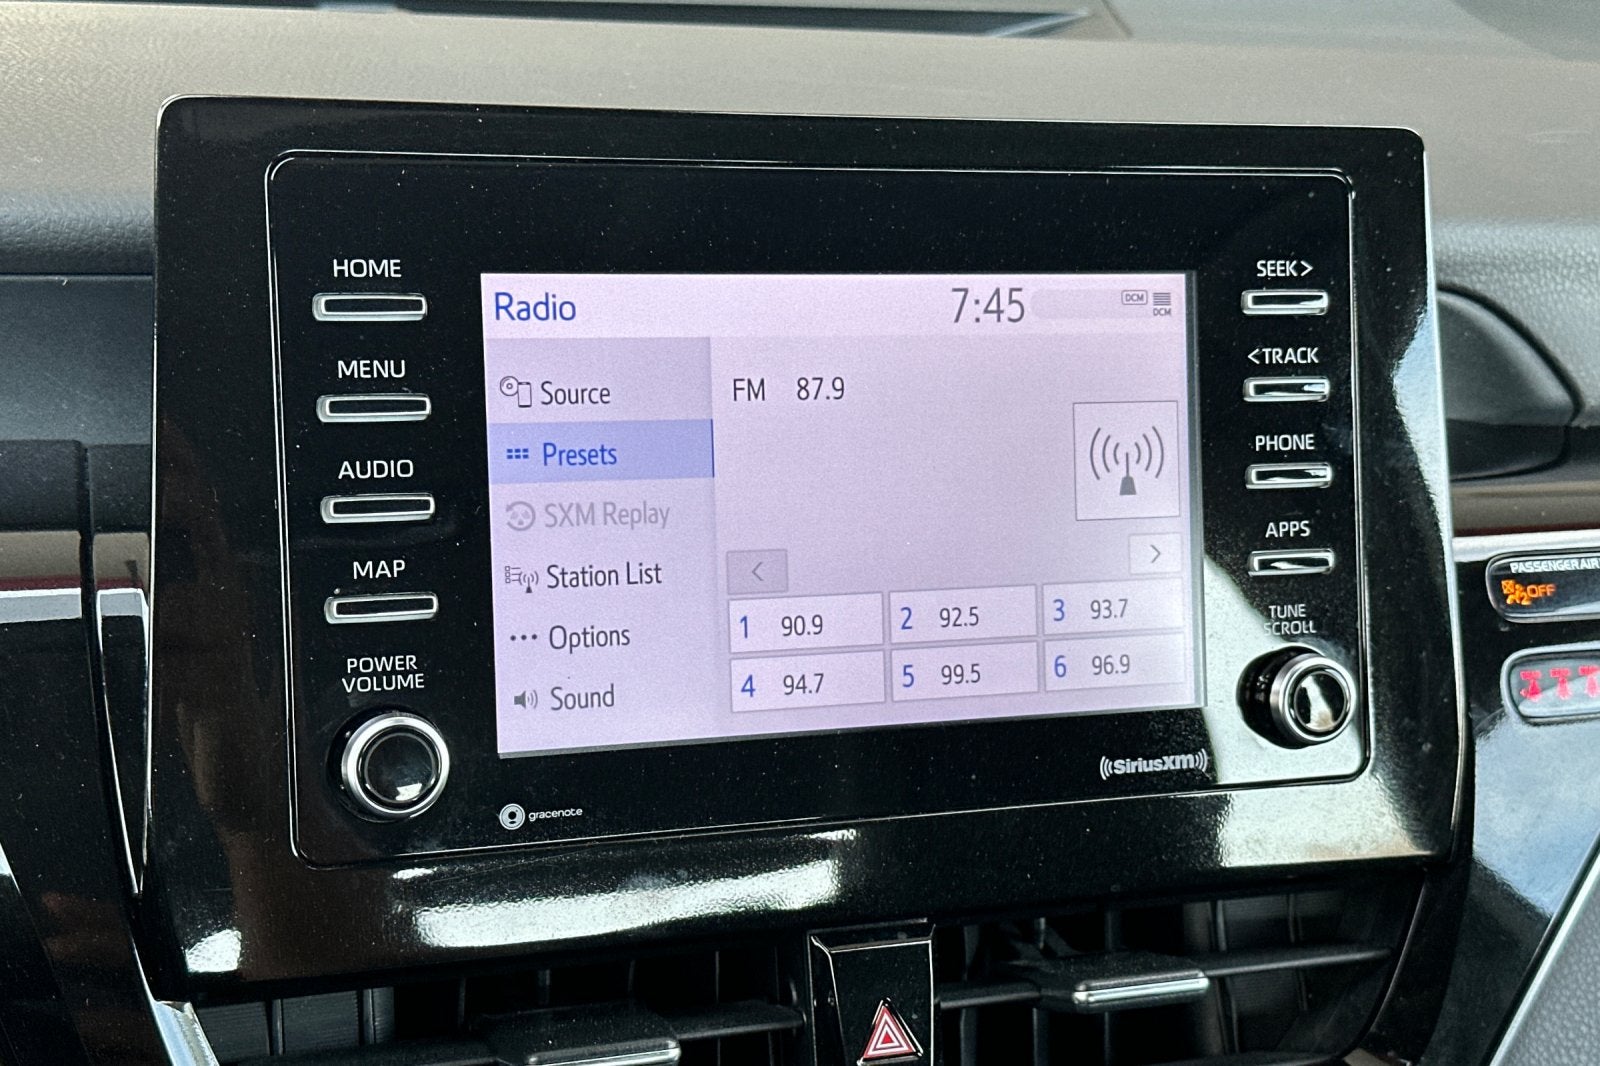 HOME
MENU
AUDIO
MAP
POWER
VOLUME
Radio
7:45
DCM
DCM
Source
Presets
SXM Replay
Station List
Options
Sound
FM 87.9
1 90.9
2 92.5
3 93.7
4 94.7
5 99.5
6 96.9
SEEK>
<TRACK
PHONE
APPS
TUNE
SCROLL
gracenote
SiriusXM
PASSENGER AIR
2 OFF